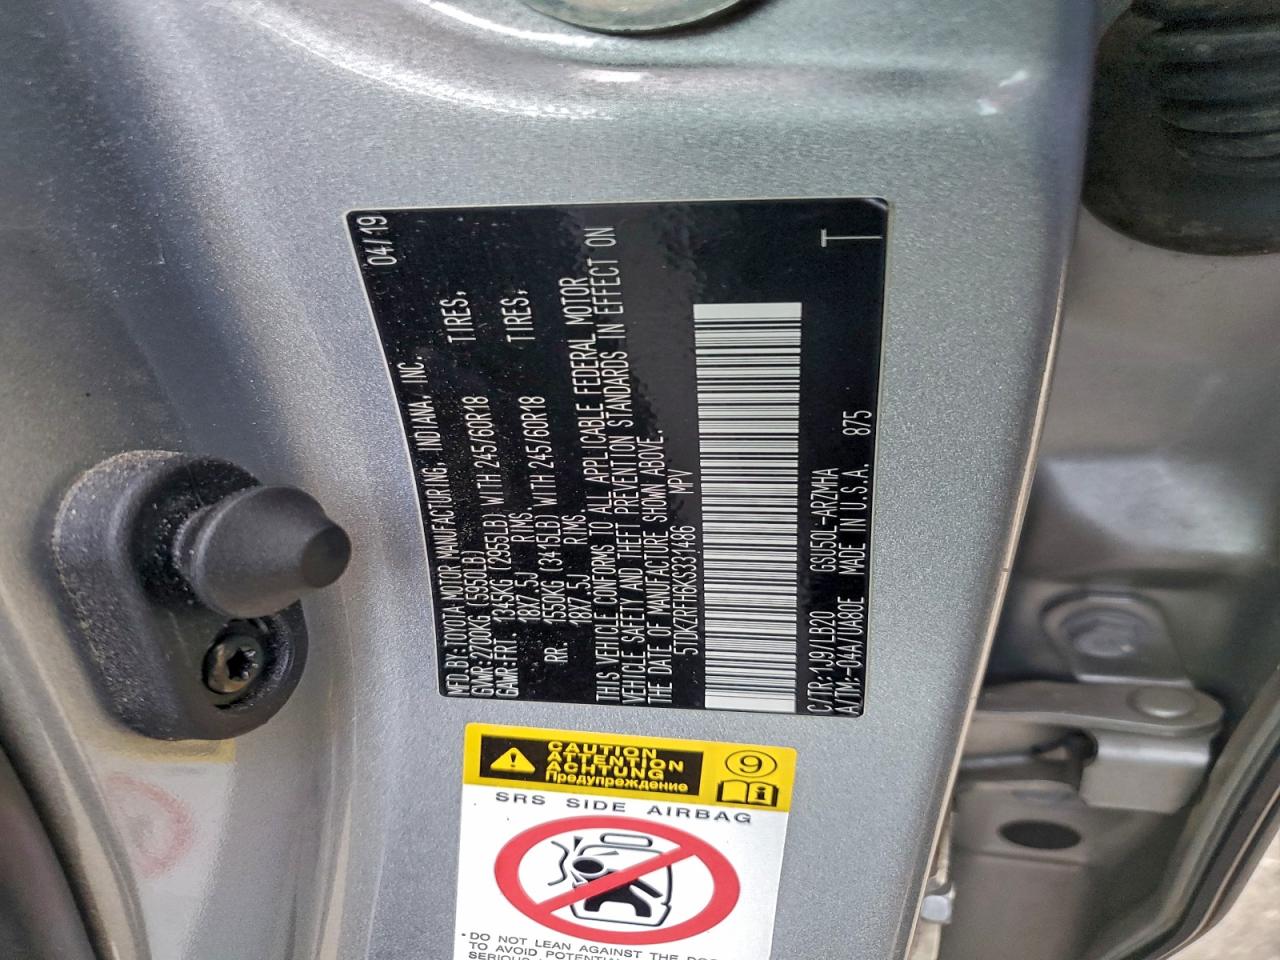 04/19
MFD. BY: TOYOTA MOTOR MANUFACTURING, INDIANA, INC.
GVWR: 2700KG (5950LB)
GAWR: FRT. 1345KG (2955LB) WITH 245/60R18 TIRES,
18X7.5J RIMS.
RR. 1550KG (3415LB) WITH 245/60R18 TIRES,
18X7.5J RIMS
THIS VEHICLE CONFORMS TO ALL APPLICABLE FEDERAL MOTOR
VEHICLE SAFETY AND THEFT PREVENTION STANDARDS IN EFFECT ON
THE DATE OF MANUFACTURE SHOWN ABOVE.
5TDKZRFH6KS331486 MPV
T
C/TR: 1J9/LB20 GSU50L-ARZMHA
A/TM: -04A/UA80E MADE IN U.S.A. 875
CAUTION
ATTENTION
ACHTUNG
Предупреждение
9
i
SRS SIDE AIRBAG
• DO NOT LEAN AGAINST THE
TO AVOID
SERIOUS